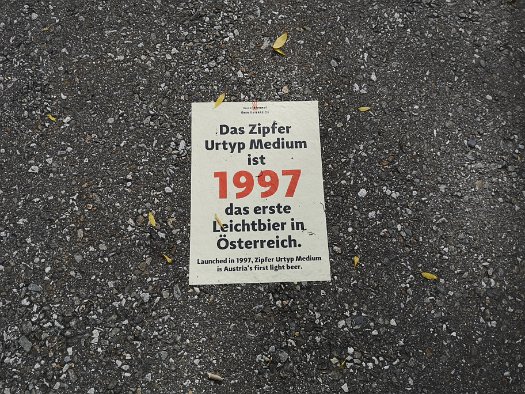 Das Zipfer
Urtyp Medium
ist
1997
das erste
Leichtbier in
Österreich.
Launched in 1997, Zipfer Urtyp Medium
is Austria's first light beer.